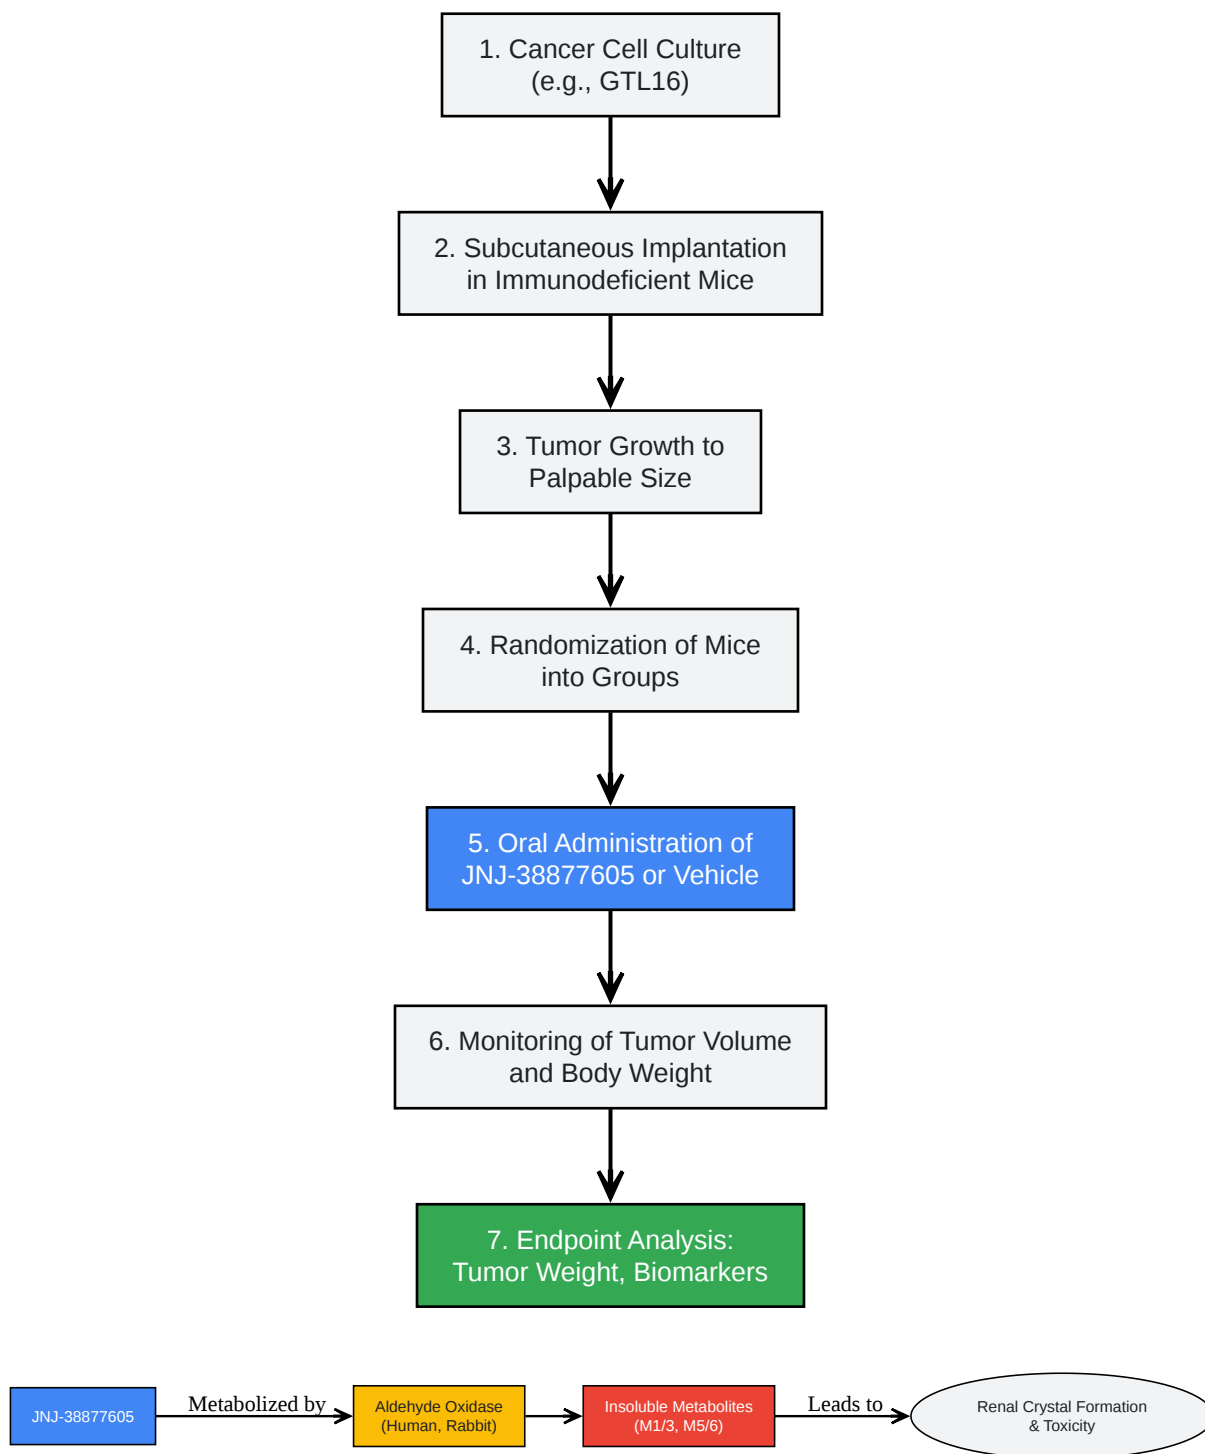 1. Cancer Cell Culture
(e.g., GTL16)
2. Subcutaneous Implantation
in Immunodeficient Mice
3. Tumor Growth to
Palpable Size
4. Randomization of Mice
into Groups
5. Oral Administration of
JNJ-38877605 or Vehicle
6. Monitoring of Tumor Volume
and Body Weight
7. Endpoint Analysis:
Tumor Weight, Biomarkers
JNJ-38877605
Metabolized by
Aldehyde Oxidase
(Human, Rabbit)
Insoluble Metabolites
(M1/3, M5/6)
Leads to
Renal Crystal Formation
& Toxicity